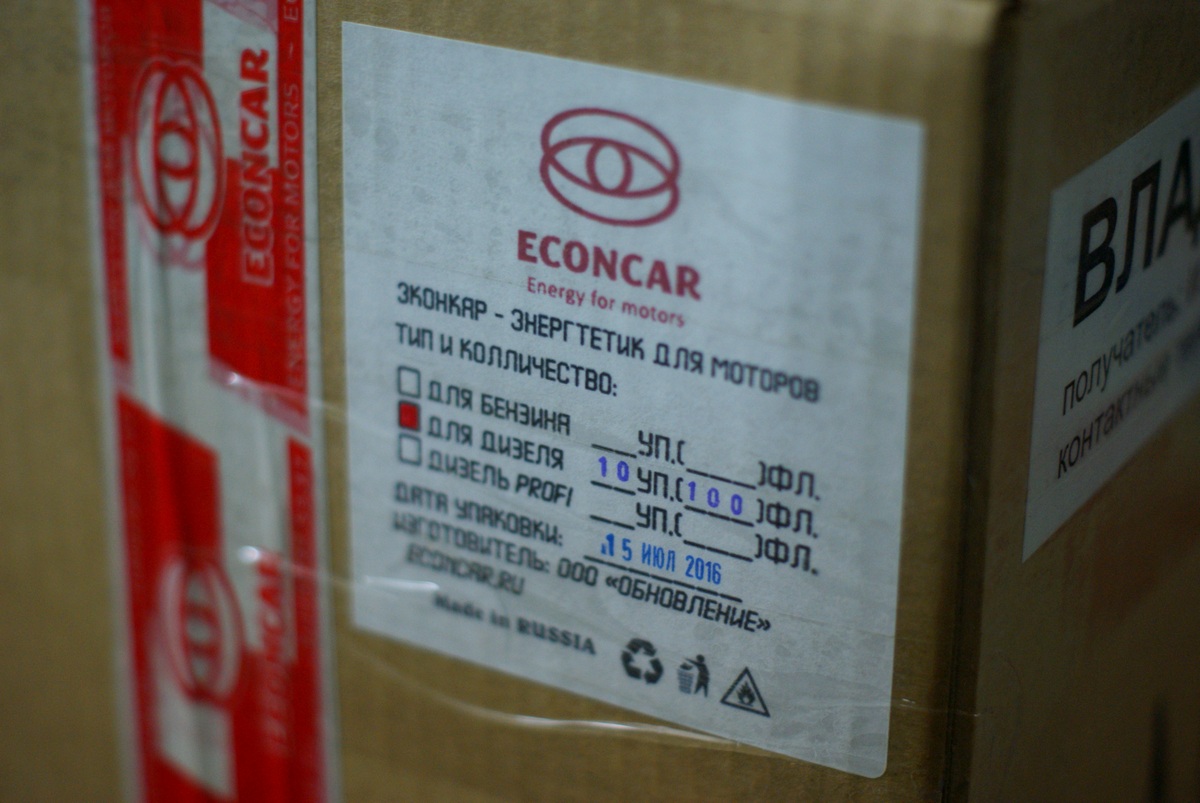 ECONCAR
ENERGY FOR MOTORS
ECONCAR
Energy for motors
ЭКОНКАР - ЭНЕРГТЕТИК ДЛЯ МОТОРОВ
ТИП И КОЛЛИЧЕСТВО:
ДЛЯ БЕНЗИНА ___УП.(_____)ФЛ.
ДЛЯ ДИЗЕЛЯ 10 УП.(100)ФЛ.
ДИЗЕЛЬ PROFI ___УП.(_____)ФЛ.
ДАТА УПАКОВКИ: 15 ИЮЛ 2016
ИЗГОТОВИТЕЛЬ: ООО «ОБНОВЛЕНИЕ»
ECONCAR.RU
Made in RUSSIA
ECONCAR
ВЛА
получатель
контактный